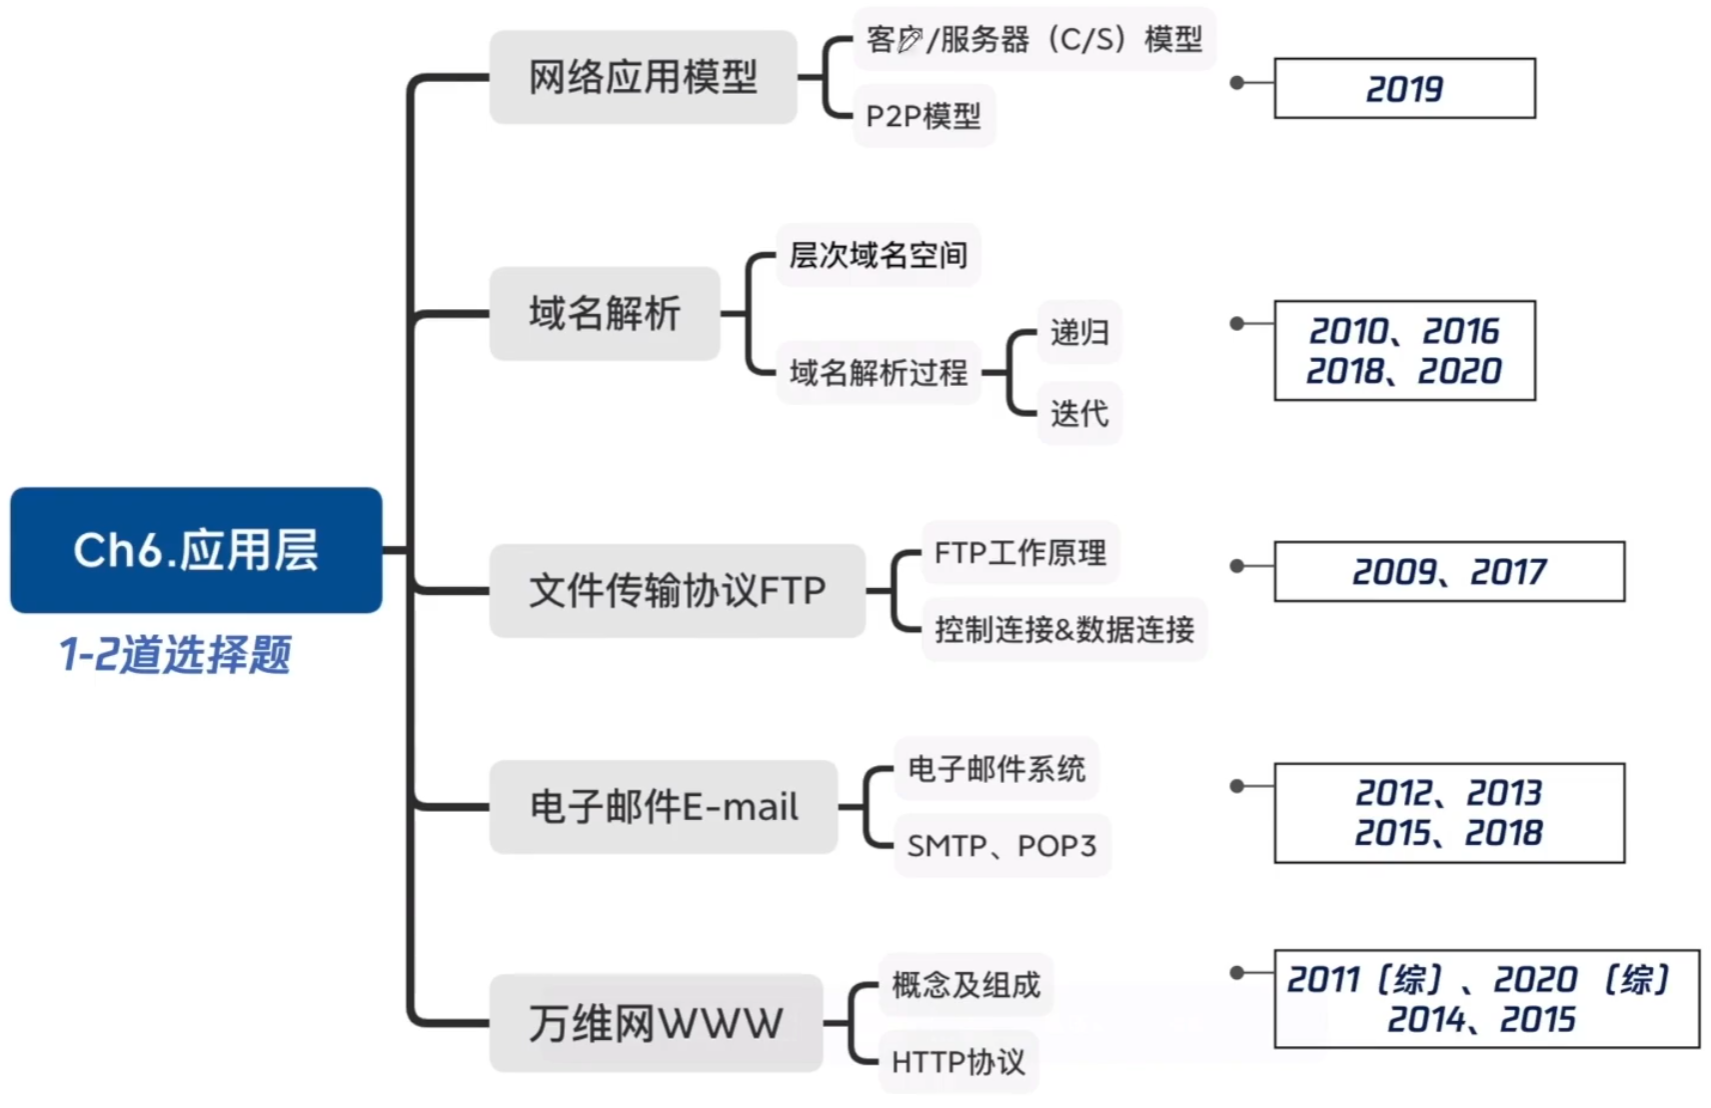 Ch6.应用层
1-2道选择题
网络应用模型
客户/服务器（C/S）模型
P2P模型
2019
域名解析
层次域名空间
域名解析过程
递归
迭代
2010、2016
2018、2020
文件传输协议FTP
FTP工作原理
控制连接&数据连接
2009、2017
电子邮件E-mail
电子邮件系统
SMTP、POP3
2012、2013
2015、2018
万维网WWW
概念及组成
HTTP协议
2011（综）、2020（综）
2014、2015